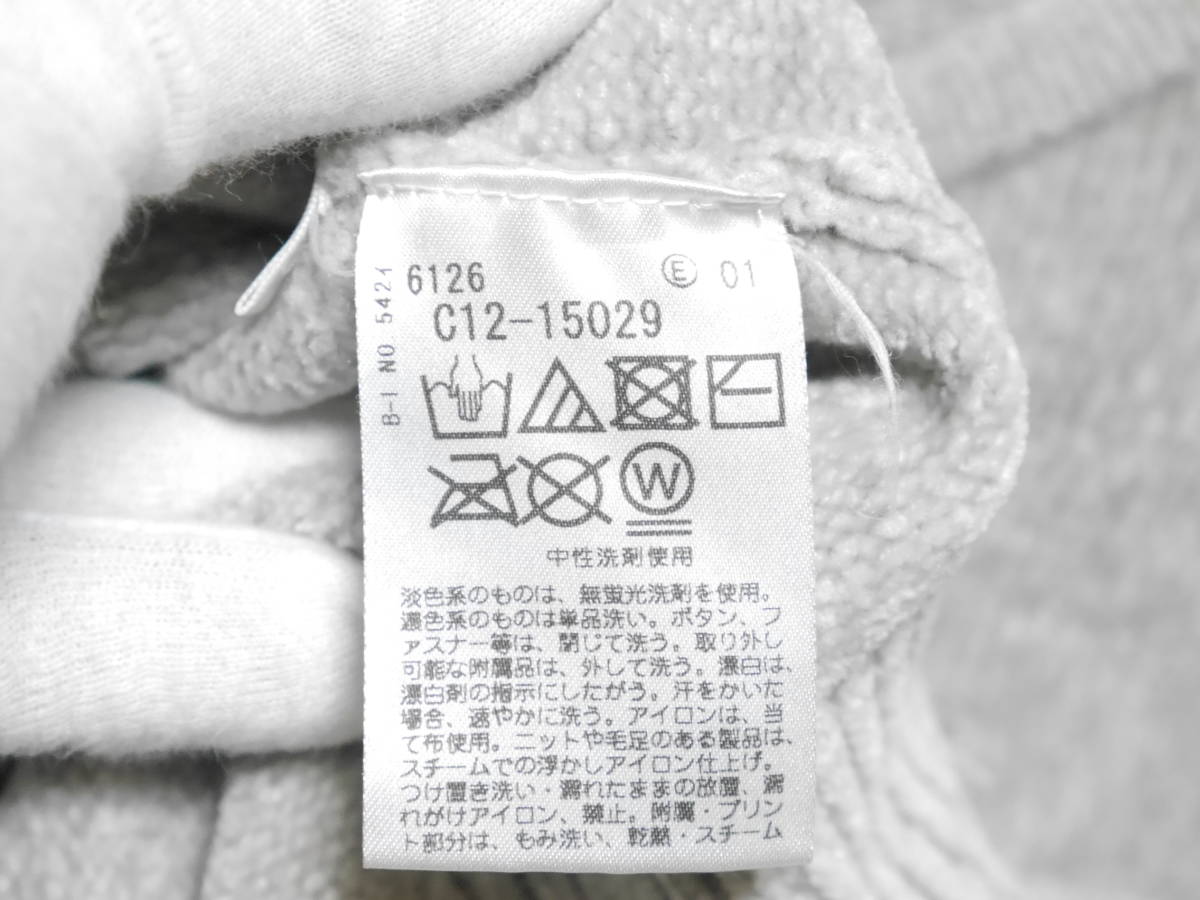 6126 Ⓔ 01
C12-15029
B-I NO 5421
W
中性洗剤使用
淡色系のものは、無蛍光洗剤を使用。
濃色系のものは単品洗い。ボタン、フ
ァスナー等は、閉じて洗う。取り外し
可能な附属品は、外して洗う。漂白は、
漂白剤の指示にしたがう。汗をかいた
場合、速やかに洗う。アイロンは、当
て布使用。ニットや毛足のある製品は、
スチームでの浮かしアイロン仕上げ。
つけ置き洗い・濡れたままの放置、濡
れがけアイロン、禁止。附属・プリン
ト部分は、もみ洗い、乾熱・スチーム